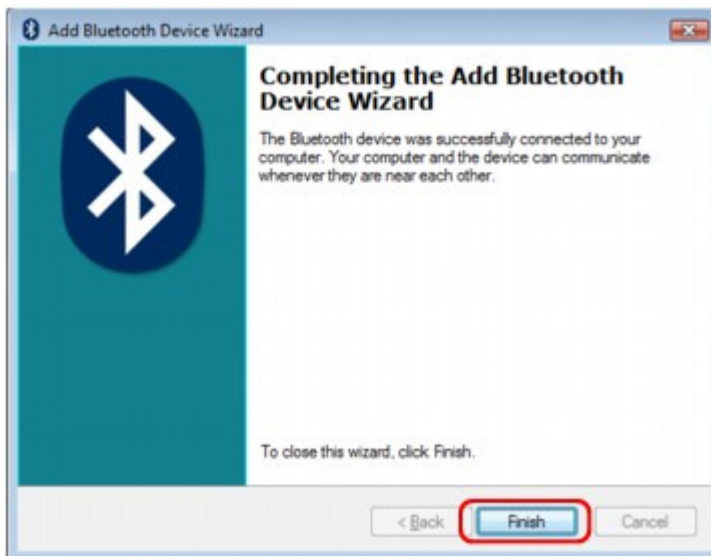 Add Bluetooth Device Wizard
Completing the Add Bluetooth
Device Wizard
The Bluetooth device was successfully connected to your
computer. Your computer and the device can communicate
whenever they are near each other.
To close this wizard, click Finish.
< Back Finish Cancel